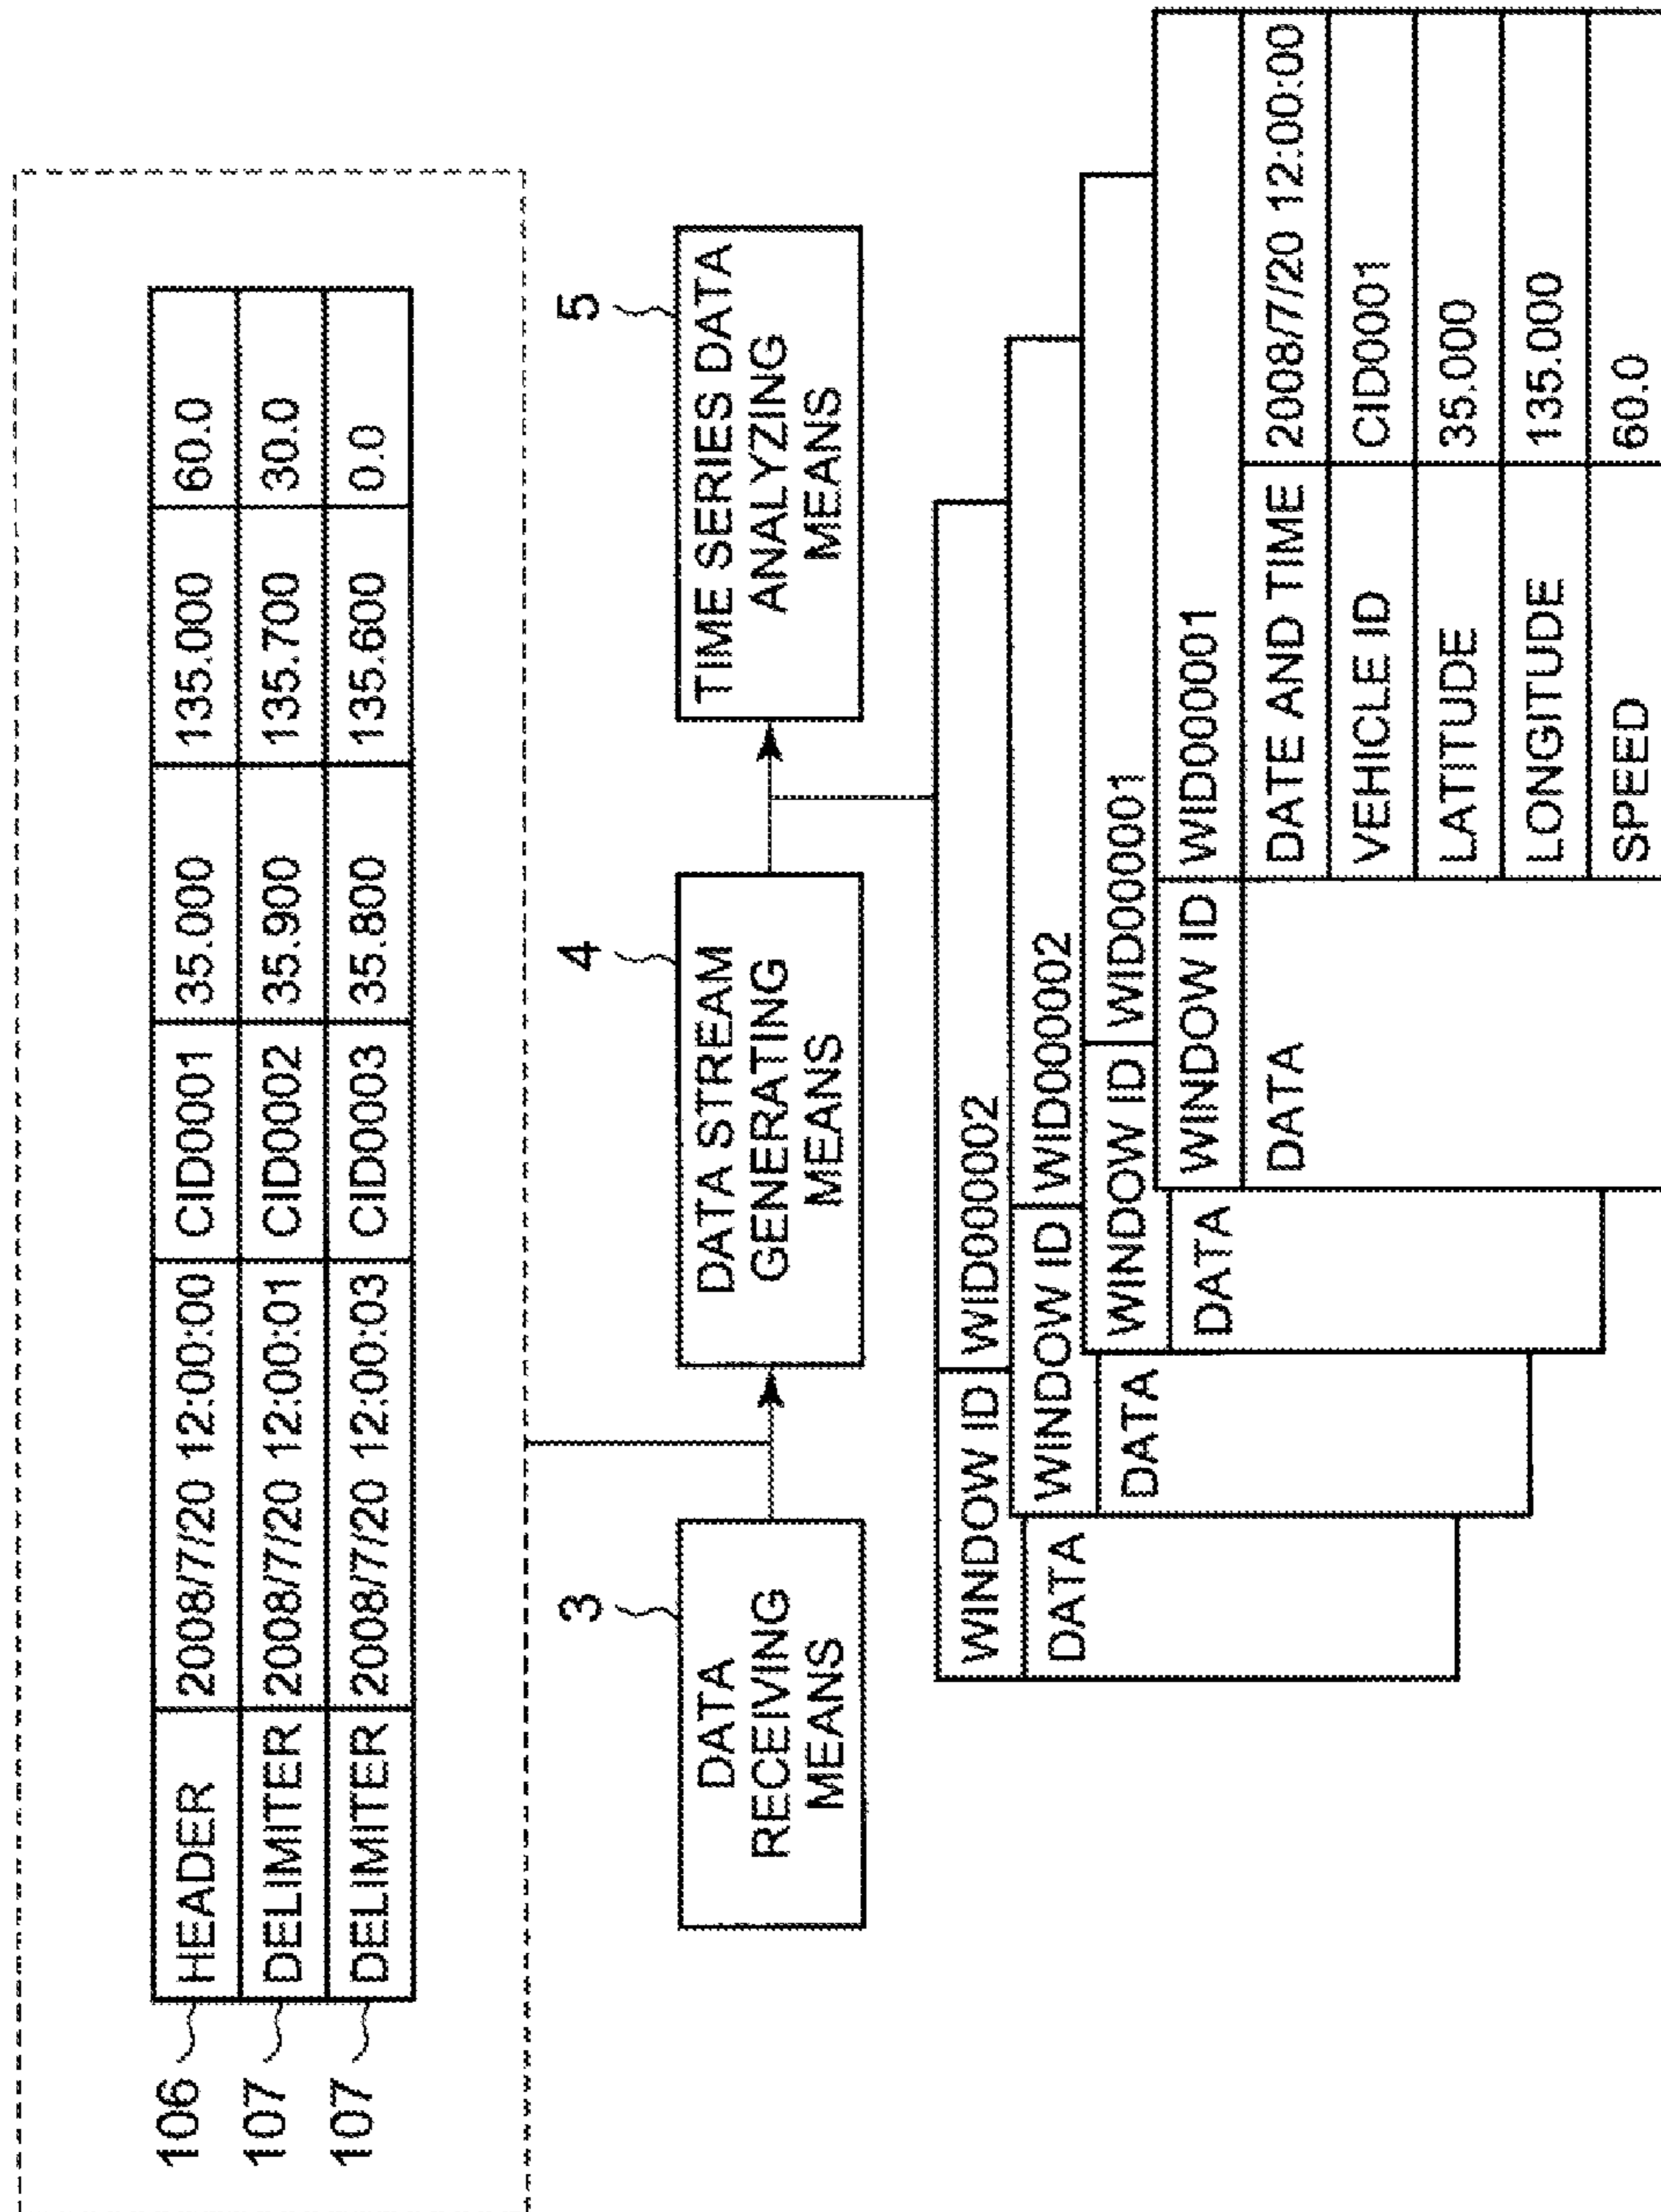 106 HEADER 2008/7/20 12:00:00 CID0001 35.000 135.000 60.0
107 DELIMITER 2008/7/20 12:00:01 CID0002 35.900 135.700 30.0
107 DELIMITER 2008/7/20 12:00:03 CID0003 35.800 135.600 0.0
3
DATA
RECEIVING
MEANS
4
DATA STREAM
GENERATING
MEANS
5
TIME SERIES DATA
ANALYZING
MEANS
WINDOW ID WID000002
DATA
WINDOW ID WID000002
DATA
WINDOW ID WID000001
DATA
WINDOW ID WID000001
DATA
DATE AND TIME 2008/7/20 12:00:00
VEHICLE ID CID0001
LATITUDE 35.000
LONGITUDE 135.000
SPEED 60.0